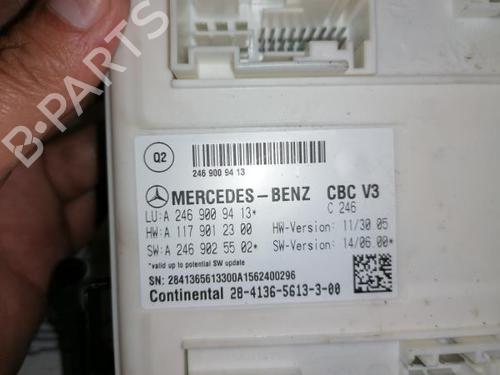 B-PARTS
Q2
246 900 94 13
MERCEDES-BENZ CBC V3
C 246
LU:A 246 900 94 13*
HW:A 117 901 23 00 HW-Version: 11/30.05
SW:A 246 902 55 02* SW-Version: 14/06.00*
*valid up to potential SW update
SN: 2841365613300A1562400296
Continental 28-4136-5613-3-00